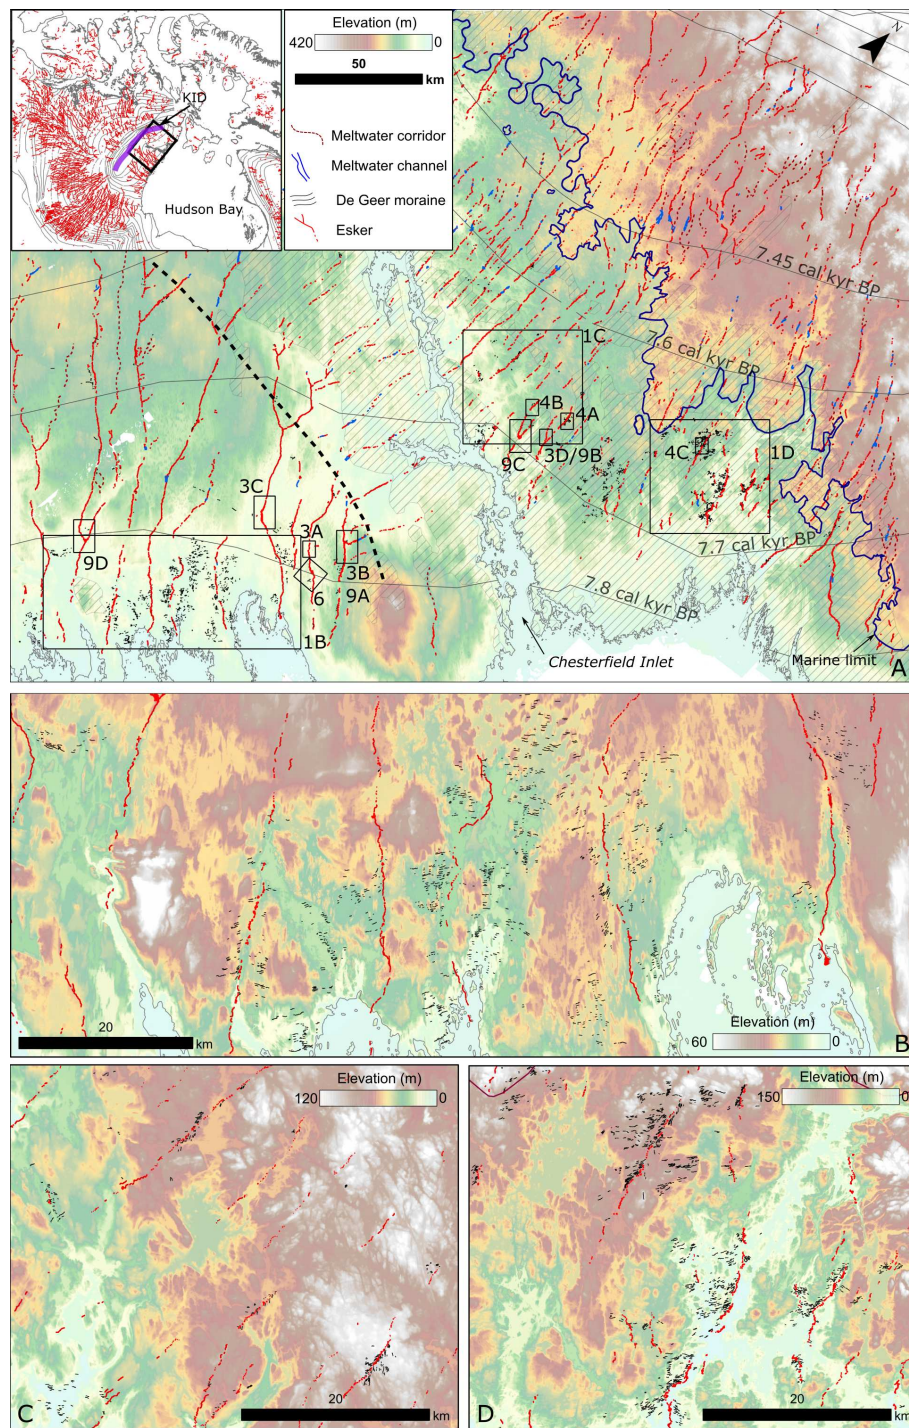 KID
Hudson Bay
Elevation (m)
420 0
50
km
Meltwater corridor
Meltwater channel
De Geer moraine
Esker
N
7.45 cal kyr BP
7.6 cal kyr BP
1C
4B
4A
9C
3D/9B
4C
1D
3C
7.7 cal kyr BP
9D
3A
3B
9A
6
7.8 cal kyr BP
1B
Chesterfield Inlet
Marine limit
A
20
km
Elevation (m)
60 0
B
Elevation (m)
120 0
20
km
C
Elevation (m)
150 0
20
km
D